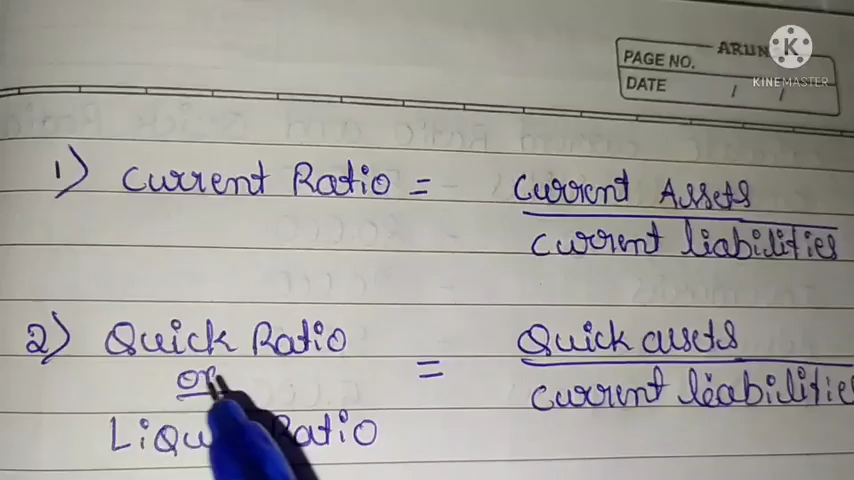 ARUN
PAGE NO.
DATE / /
K
KINEMASTER
1) Current Ratio = Current Assets
Current liabilities
2) Quick Ratio
or
Ratio
= Quick assets
Current liabilities